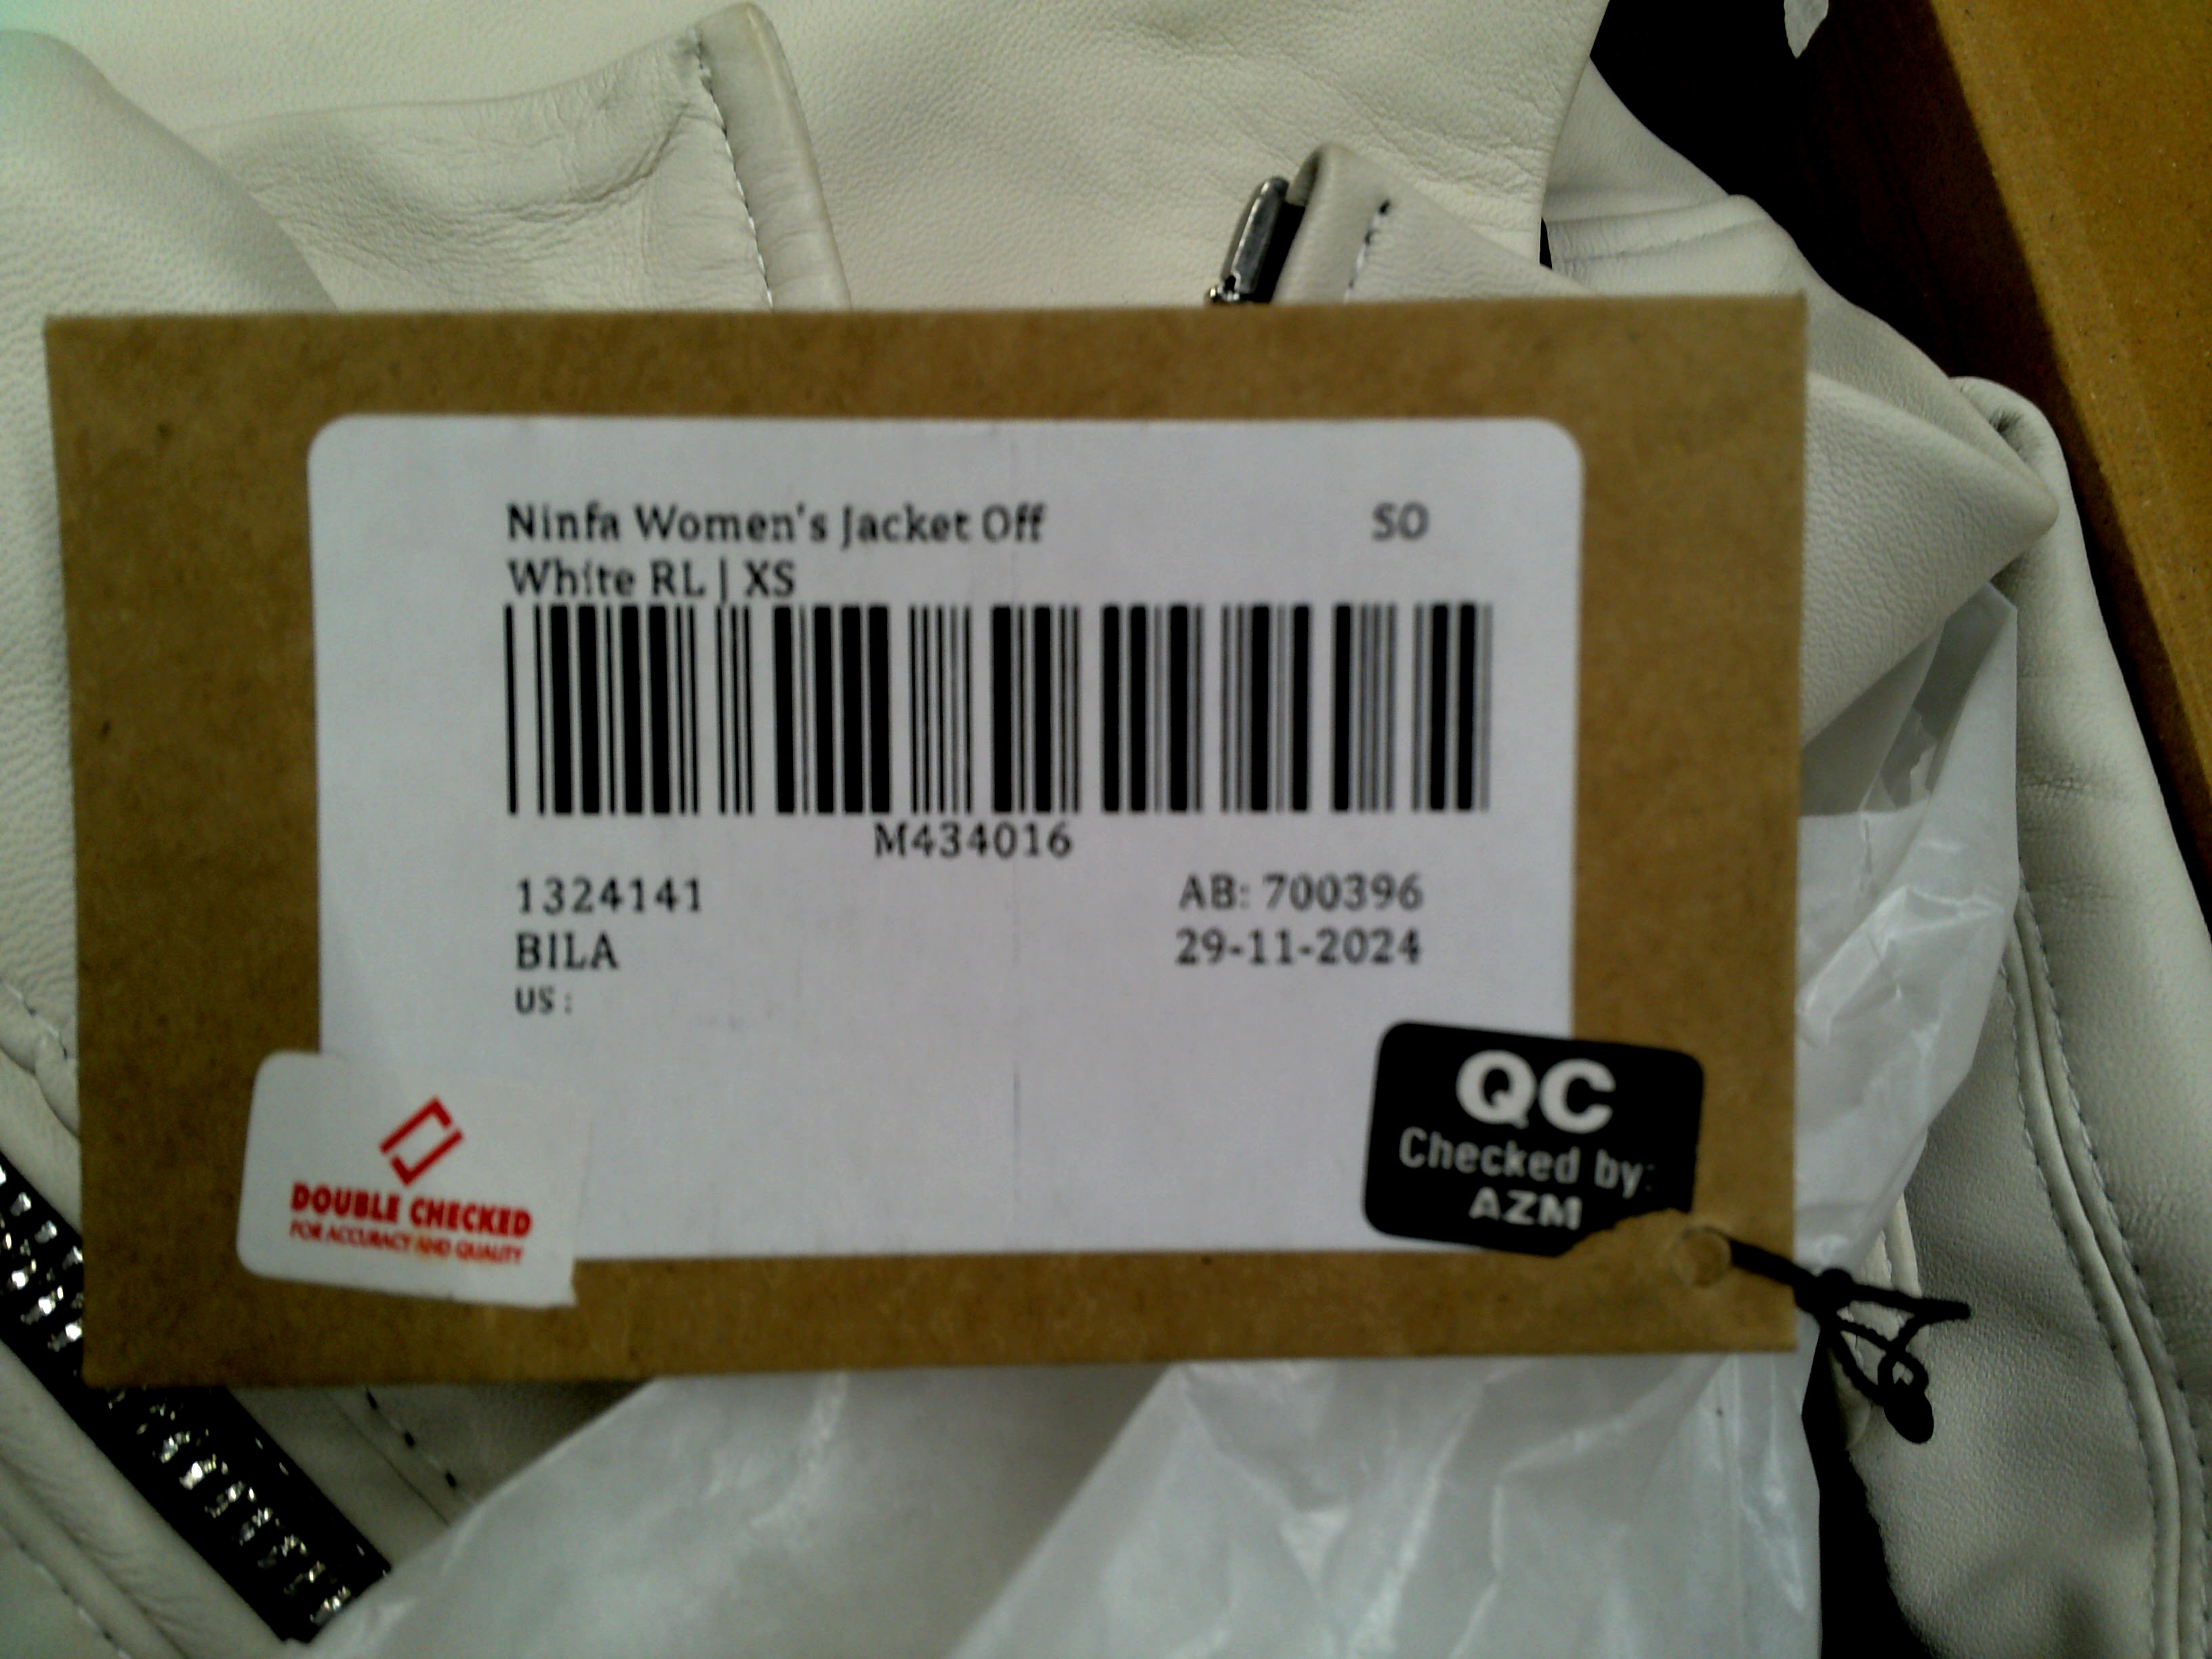 Ninfa Women's Jacket Off SO
White RL | XS
M434016
1324141 AB: 700396
BILA 29-11-2024
US :
QC
Checked by:
AZM
DOUBLE CHECKED
FOR ACCURACY AND QUALITY